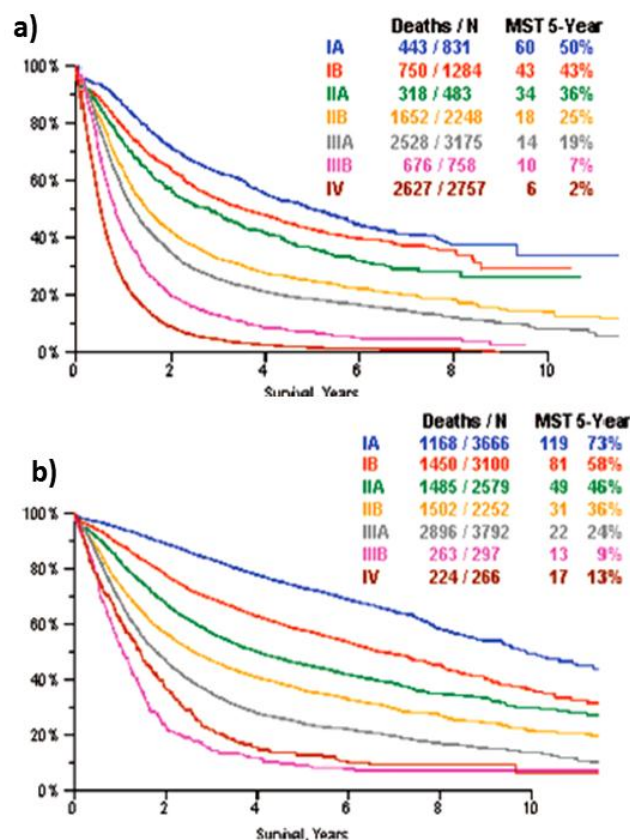 a)
Deaths / N MST 5-Year
IA 443 / 831 60 50%
IB 750 / 1284 43 43%
IIA 318 / 483 34 36%
IIB 1652 / 2248 18 25%
IIIA 2528 / 3175 14 19%
IIIB 676 / 758 10 7%
IV 2627 / 2757 6 2%
100%
80%
60%
40%
20%
0%
0 2 4 6 8 10
Survival, Years
b)
Deaths / N MST 5-Year
IA 1168 / 3666 119 73%
IB 1450 / 3100 81 58%
IIA 1485 / 2579 49 46%
IIB 1502 / 2252 31 36%
IIIA 2896 / 3792 22 24%
IIIB 263 / 297 13 9%
IV 224 / 266 17 13%
100%
80%
60%
40%
20%
0%
0 2 4 6 8 10
Survival, Years